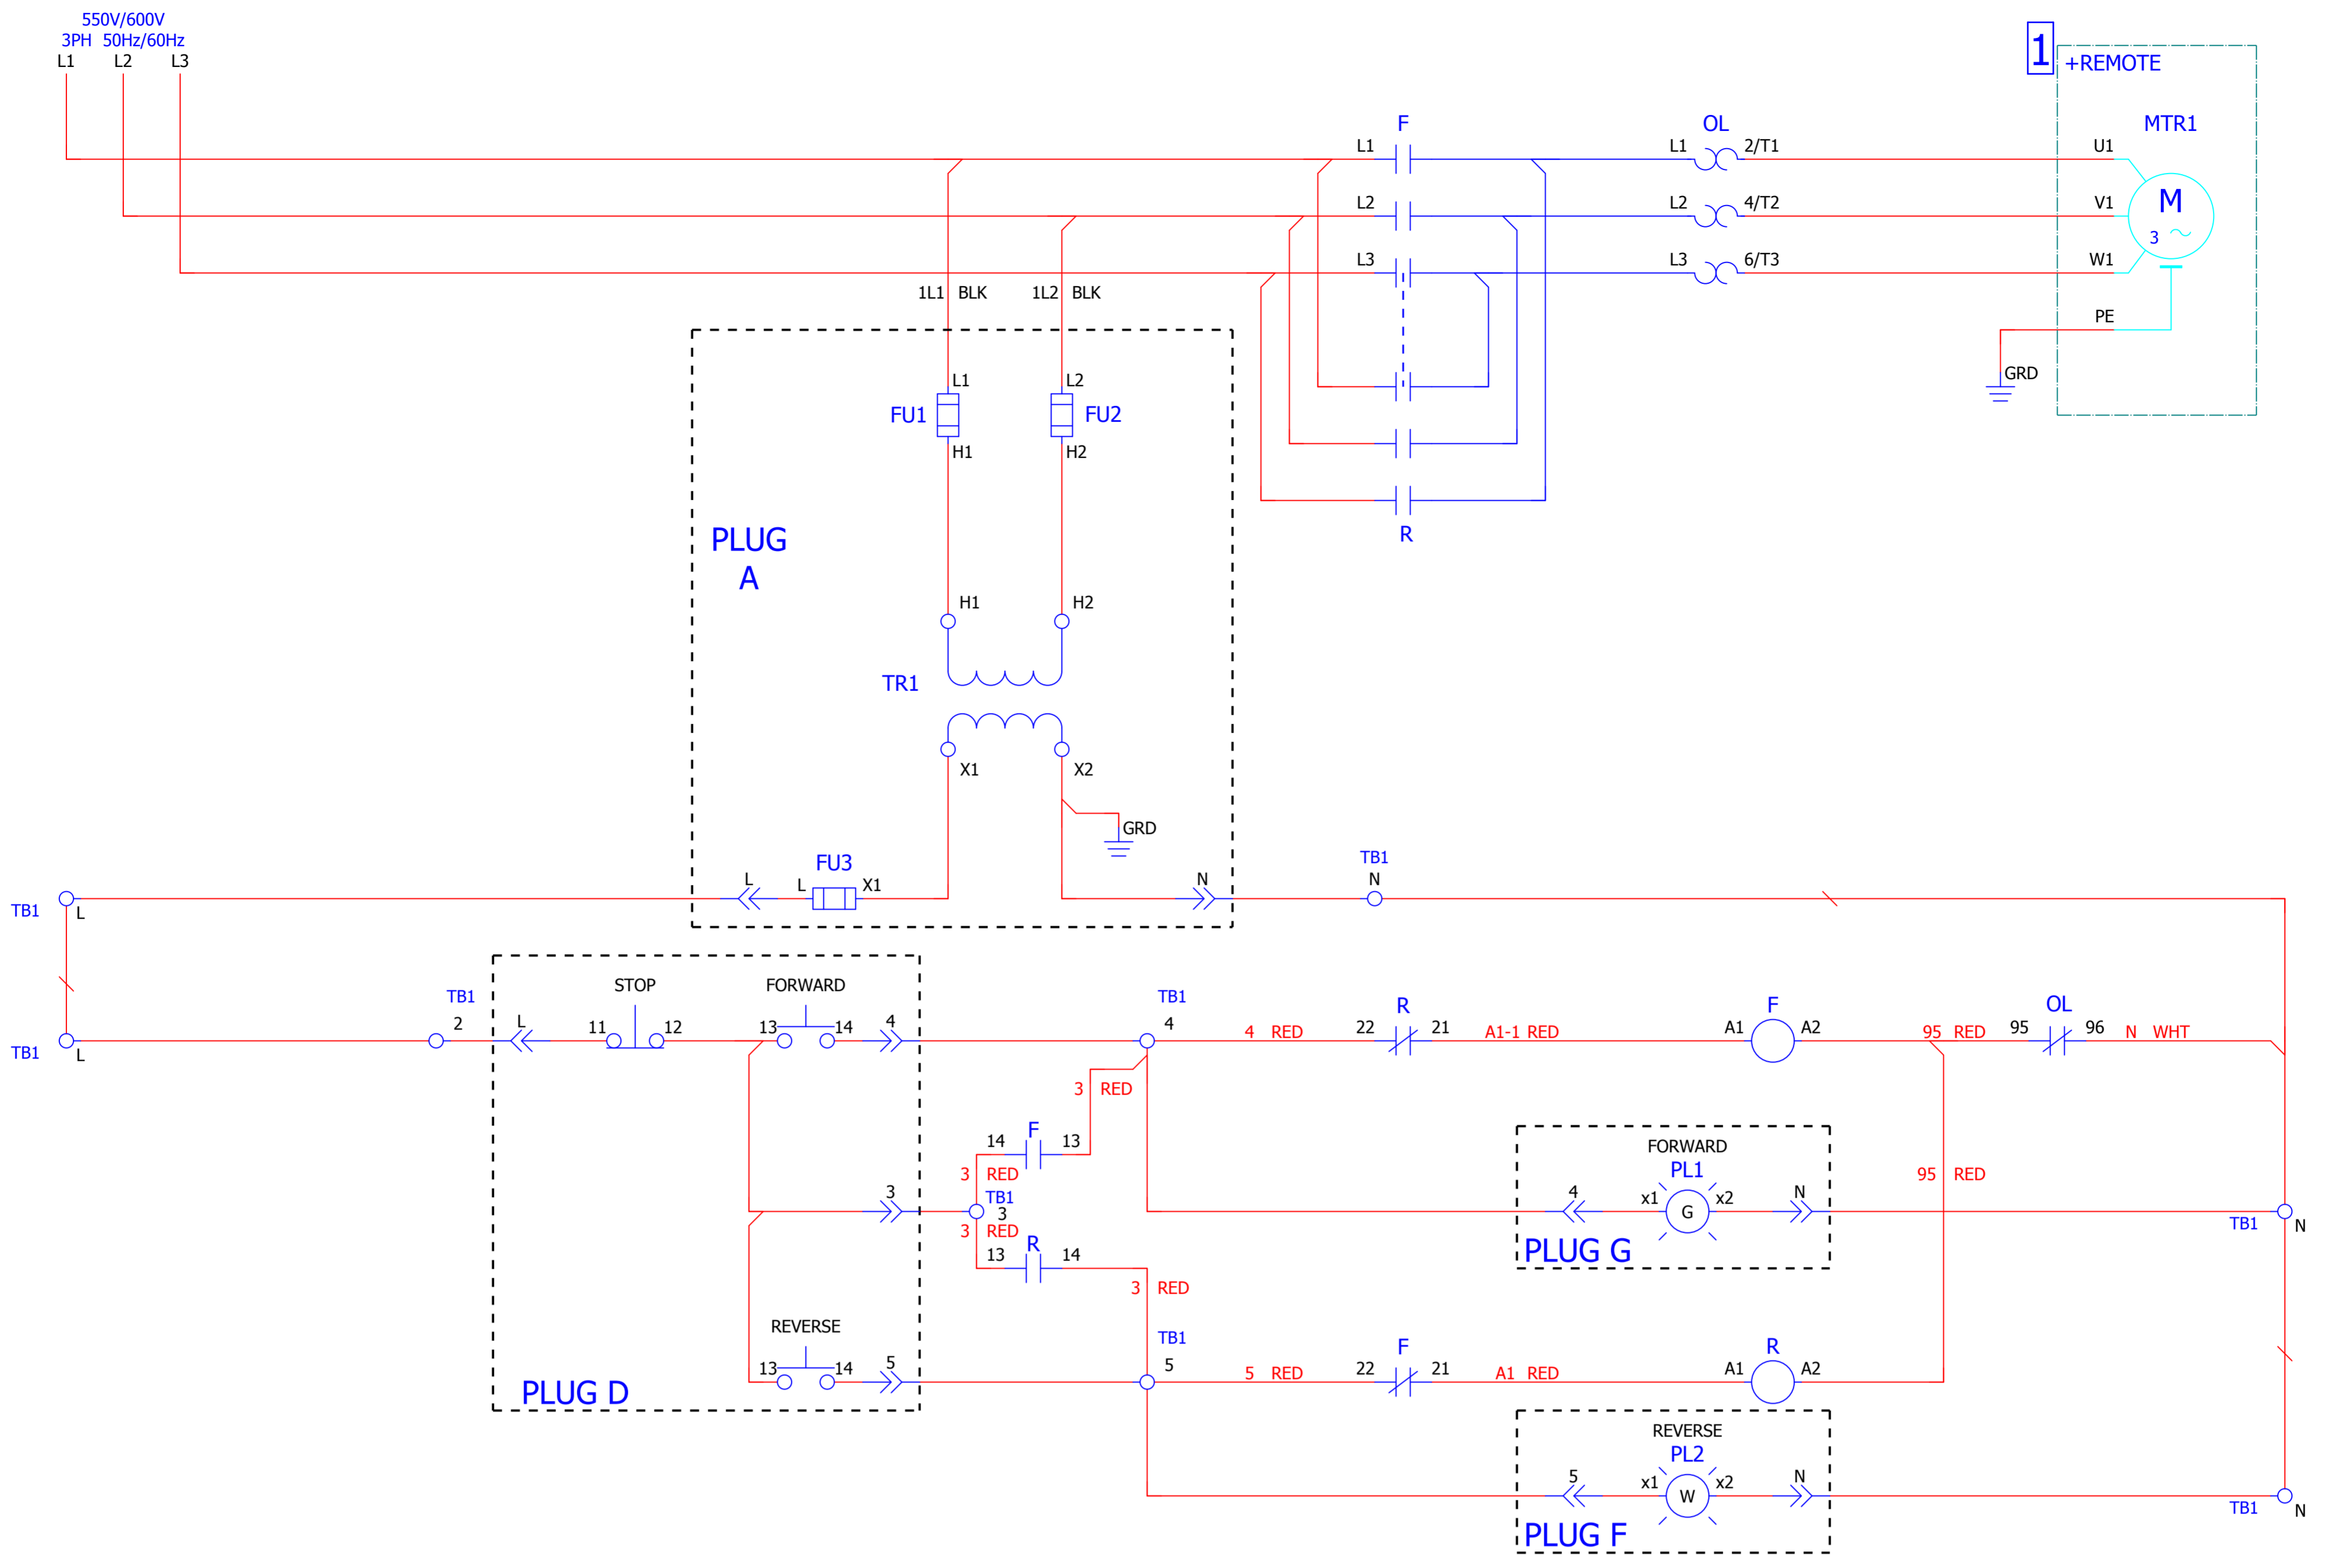 550V/600V
3PH 50Hz/60Hz
L1 L2 L3
1
+REMOTE
F
OL
MTR1
L1
L1
2/T1
U1
L2
L2
4/T2
V1
M
3
L3
L3
6/T3
W1
1L1 BLK
1L2 BLK
PE
GRD
L1
L2
FU1
FU2
H1
H2
R
PLUG
A
H1
H2
TR1
X1
X2
GRD
FU3
TB1
L
L
X1
N
N
TB1
L
STOP
FORWARD
TB1
TB1
R
F
OL
2
L
11
12
13
14
4
4
4 RED
22
21
A1-1 RED
A1
A2
95 RED
95
96
N WHT
TB1
L
3 RED
F
14
13
FORWARD
PL1
3 RED
95 RED
3
TB1
3
4
x1
G
x2
N
TB1
N
3 RED
R
13
14
PLUG G
3 RED
REVERSE
TB1
F
R
13
14
5
5
5 RED
22
21
A1 RED
A1
A2
PLUG D
REVERSE
PL2
5
x1
W
x2
N
TB1
N
PLUG F